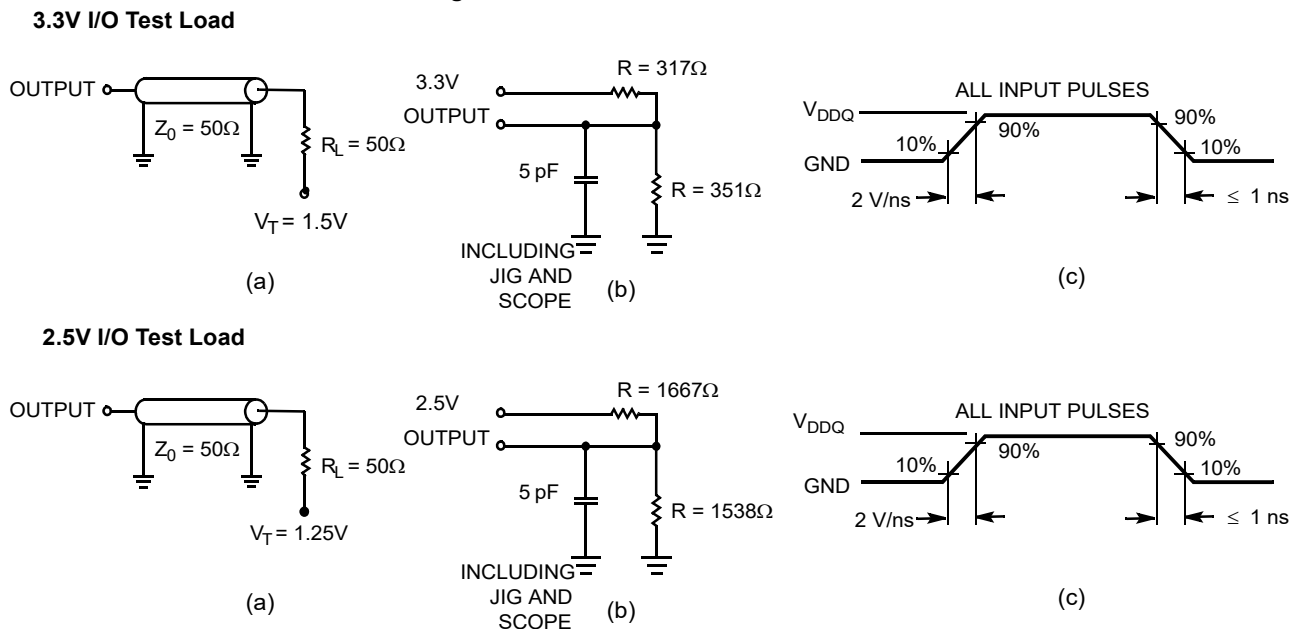 3.3V I/O Test Load
OUTPUT
Z0 = 50Ω
RL = 50Ω
VT = 1.5V
(a)
3.3V
OUTPUT
R = 317Ω
5 pF
R = 351Ω
INCLUDING
JIG AND
SCOPE
(b)
ALL INPUT PULSES
VDDQ
GND
10%
90%
90%
10%
2 V/ns
≤ 1 ns
(c)
2.5V I/O Test Load
OUTPUT
Z0 = 50Ω
RL = 50Ω
VT = 1.25V
(a)
2.5V
OUTPUT
R = 1667Ω
5 pF
R = 1538Ω
INCLUDING
JIG AND
SCOPE
(b)
ALL INPUT PULSES
VDDQ
GND
10%
90%
90%
10%
2 V/ns
≤ 1 ns
(c)